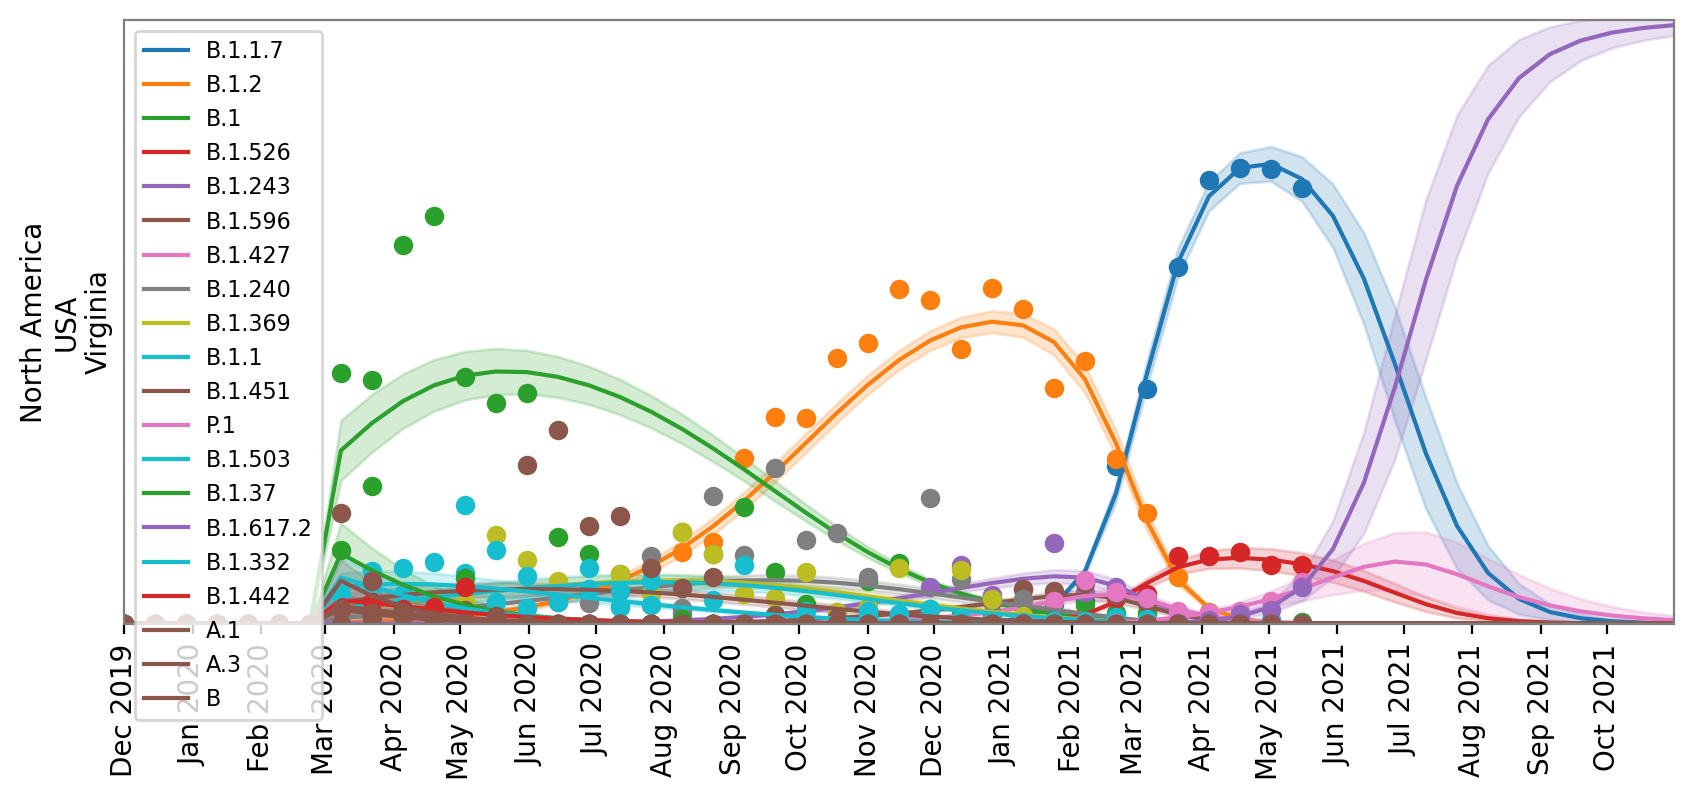 North America
USA
Virginia
B.1.1.7
B.1.2
B.1
B.1.526
B.1.243
B.1.596
B.1.427
B.1.240
B.1.369
B.1.1
B.1.451
P.1
B.1.503
B.1.37
B.1.617.2
B.1.332
B.1.442
A.1
A.3
B
Dec 2019
Jan 2020
Feb 2020
Mar 2020
Apr 2020
May 2020
Jun 2020
Jul 2020
Aug 2020
Sep 2020
Oct 2020
Nov 2020
Dec 2020
Jan 2021
Feb 2021
Mar 2021
Apr 2021
May 2021
Jun 2021
Jul 2021
Aug 2021
Sep 2021
Oct 2021